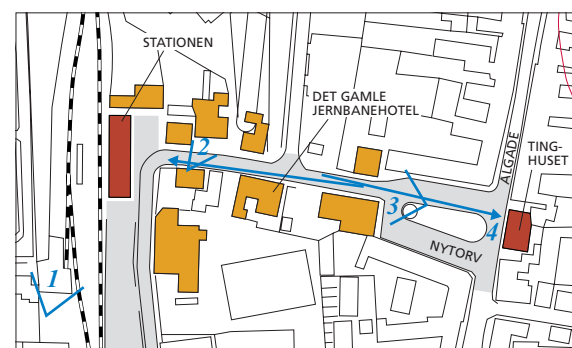 STATIONEN
DET GAMLE
JERNBANEHOTEL
ALGADE
TING-
HUSET
NYTORV
1
2
3
4